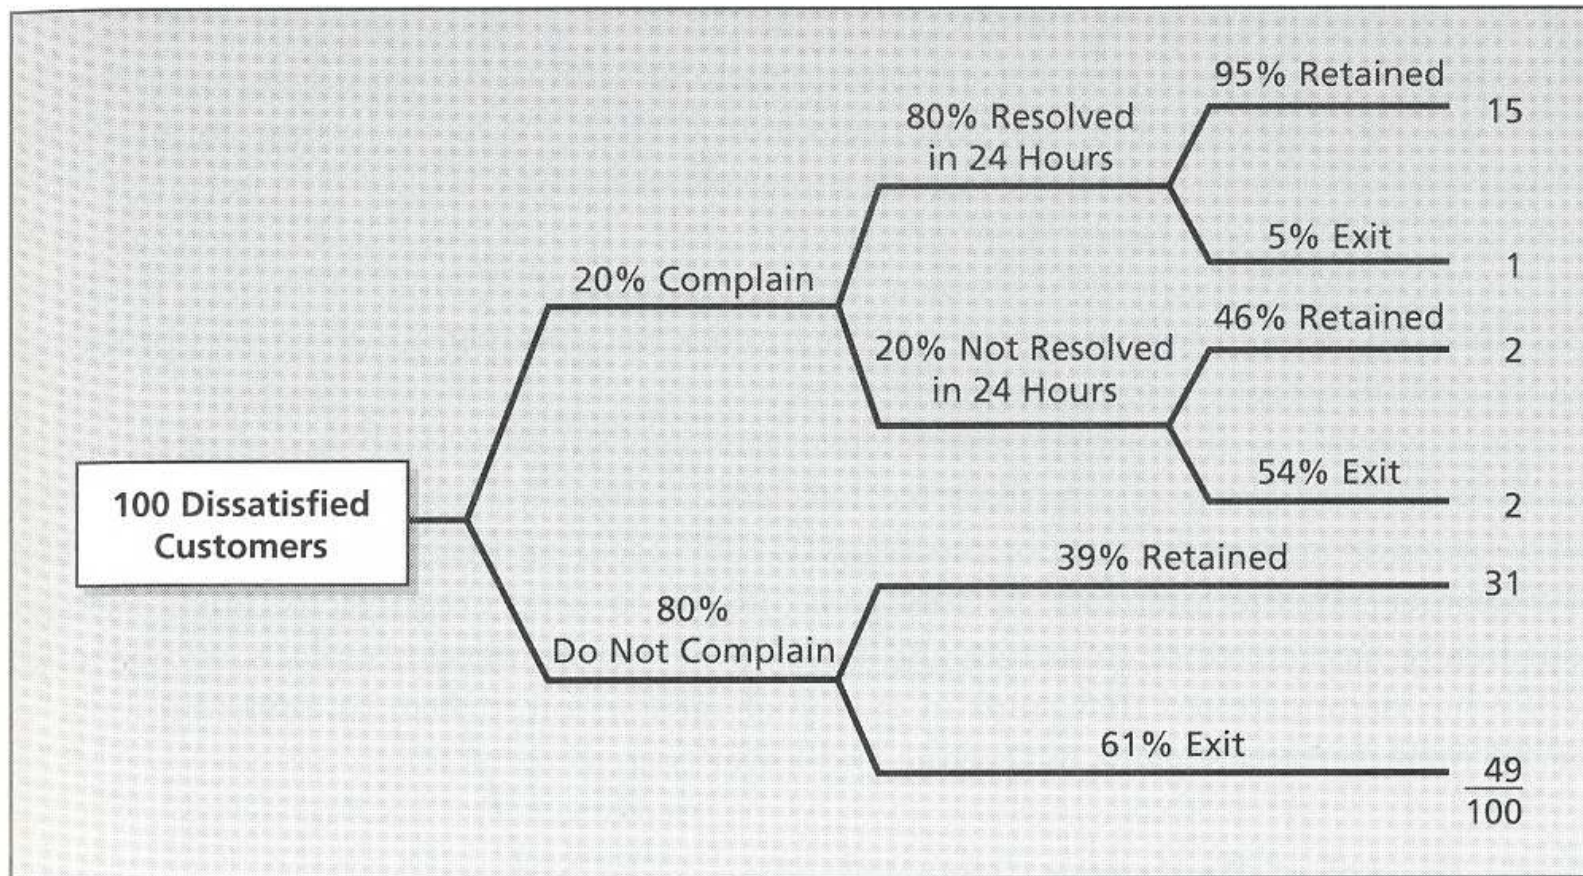 95% Retained
15
80% Resolved
in 24 Hours
5% Exit
1
20% Complain
46% Retained
2
20% Not Resolved
in 24 Hours
54% Exit
2
100 Dissatisfied
Customers
39% Retained
31
80%
Do Not Complain
61% Exit
49
100